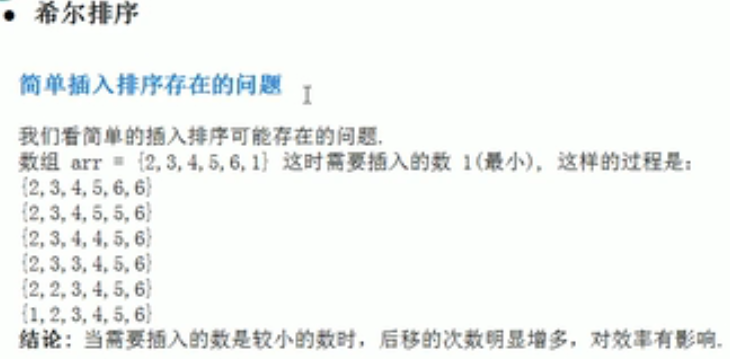 • 希尔排序
简单插入排序存在的问题
我们看简单的插入排序可能存在的问题.
数组 arr = {2,3,4,5,6,1} 这时需要插入的数 1(最小), 这样的过程是:
{2,3,4,5,6,6}
{2,3,4,5,5,6}
{2,3,4,4,5,6}
{2,3,3,4,5,6}
{2,2,3,4,5,6}
{1,2,3,4,5,6}
结论: 当需要插入的数是较小的数时, 后移的次数明显增多, 对效率有影响.